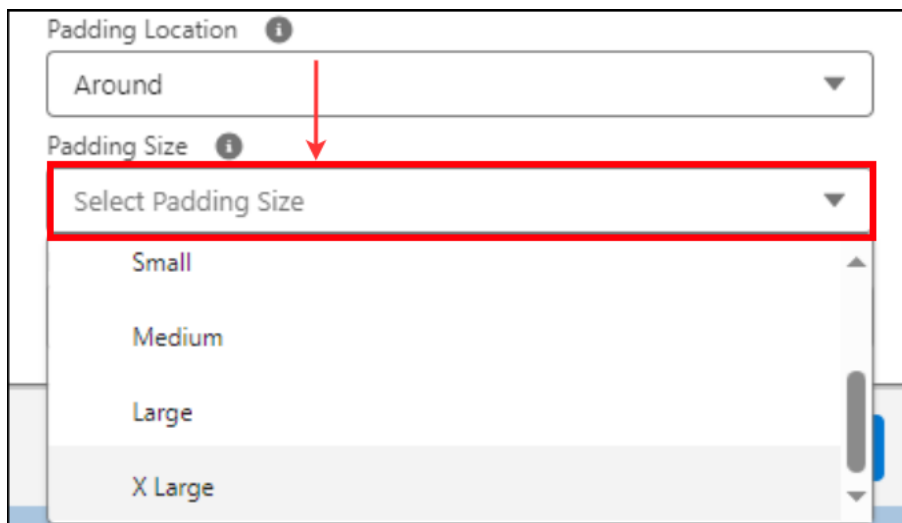 Padding Location
Around
Padding Size
Select Padding Size
Small
Medium
Large
X Large